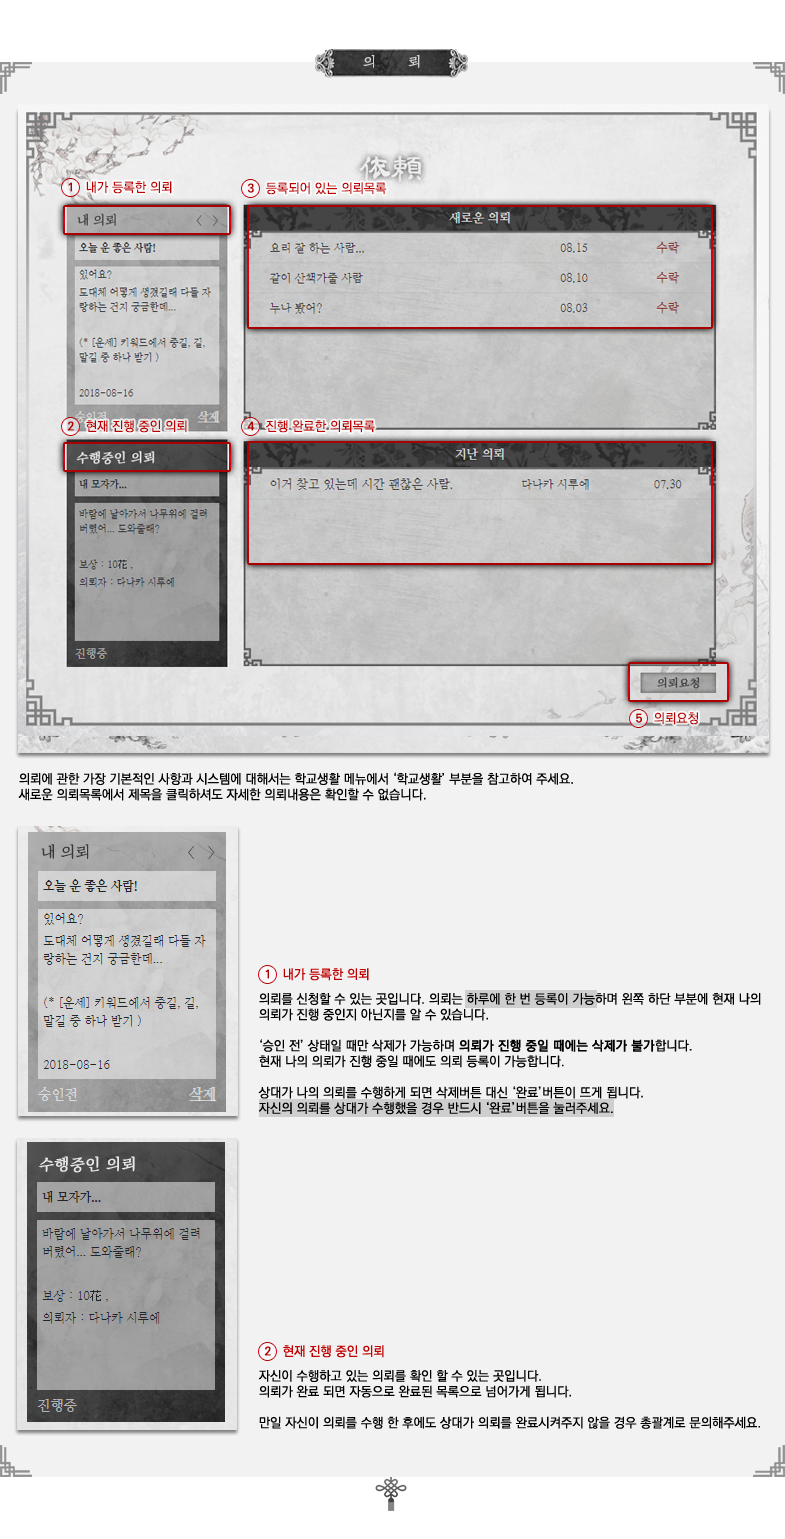 의 뢰
依頼
① 내가 등록한 의뢰
내 의뢰 〈 〉
오늘 운 좋은 사람!
있어요?
도대체 어떻게 생겼길래 다들 자
랑하는 건지 궁금한데...
(* [운세] 키워드에서 중길, 길,
말길 중 하나 받기 )
2018-08-16
승인전 삭제
③ 등록되어 있는 의뢰목록
새로운 의뢰
요리 잘 하는 사람... 08.15 수락
같이 산책가줄 사람 08.10 수락
누나 봤어? 08.03 수락
② 현재 진행 중인 의뢰
수행중인 의뢰
내 모자가...
바람에 날아가서 나무위에 걸려
버렸어... 도와줄래?
보상 : 10花 ,
의뢰자 : 다나카 시루에
진행중
④ 진행 완료한 의뢰목록
지난 의뢰
이거 찾고 있는데 시간 괜찮은 사람. 다나카 시루에 07.30
의뢰요청
⑤ 의뢰요청
의뢰에 관한 가장 기본적인 사항과 시스템에 대해서는 학교생활 메뉴에서 ‘학교생활’ 부분을 참고하여 주세요.
새로운 의뢰목록에서 제목을 클릭하셔도 자세한 의뢰내용은 확인할 수 없습니다.
내 의뢰 〈 〉
오늘 운 좋은 사람!
있어요?
도대체 어떻게 생겼길래 다들 자
랑하는 건지 궁금한데...
(* [운세] 키워드에서 중길, 길,
말길 중 하나 받기 )
2018-08-16
승인전 삭제
① 내가 등록한 의뢰
의뢰를 신청할 수 있는 곳입니다. 의뢰는 하루에 한 번 등록이 가능하며 왼쪽 하단 부분에 현재 나의
의뢰가 진행 중인지 아닌지를 알 수 있습니다.
‘승인 전’ 상태일 때만 삭제가 가능하며 의뢰가 진행 중일 때에는 삭제가 불가합니다.
현재 나의 의뢰가 진행 중일 때에도 의뢰 등록이 가능합니다.
상대가 나의 의뢰를 수행하게 되면 삭제버튼 대신 ‘완료’버튼이 뜨게 됩니다.
자신의 의뢰를 상대가 수행했을 경우 반드시 ‘완료’버튼을 눌러주세요.
수행중인 의뢰
내 모자가...
바람에 날아가서 나무위에 걸려
버렸어... 도와줄래?
보상 : 10花 ,
의뢰자 : 다나카 시루에
진행중
② 현재 진행 중인 의뢰
자신이 수행하고 있는 의뢰를 확인 할 수 있는 곳입니다.
의뢰가 완료 되면 자동으로 완료된 목록으로 넘어가게 됩니다.
만일 자신이 의뢰를 수행 한 후에도 상대가 의뢰를 완료시켜주지 않을 경우 총괄계로 문의해주세요.